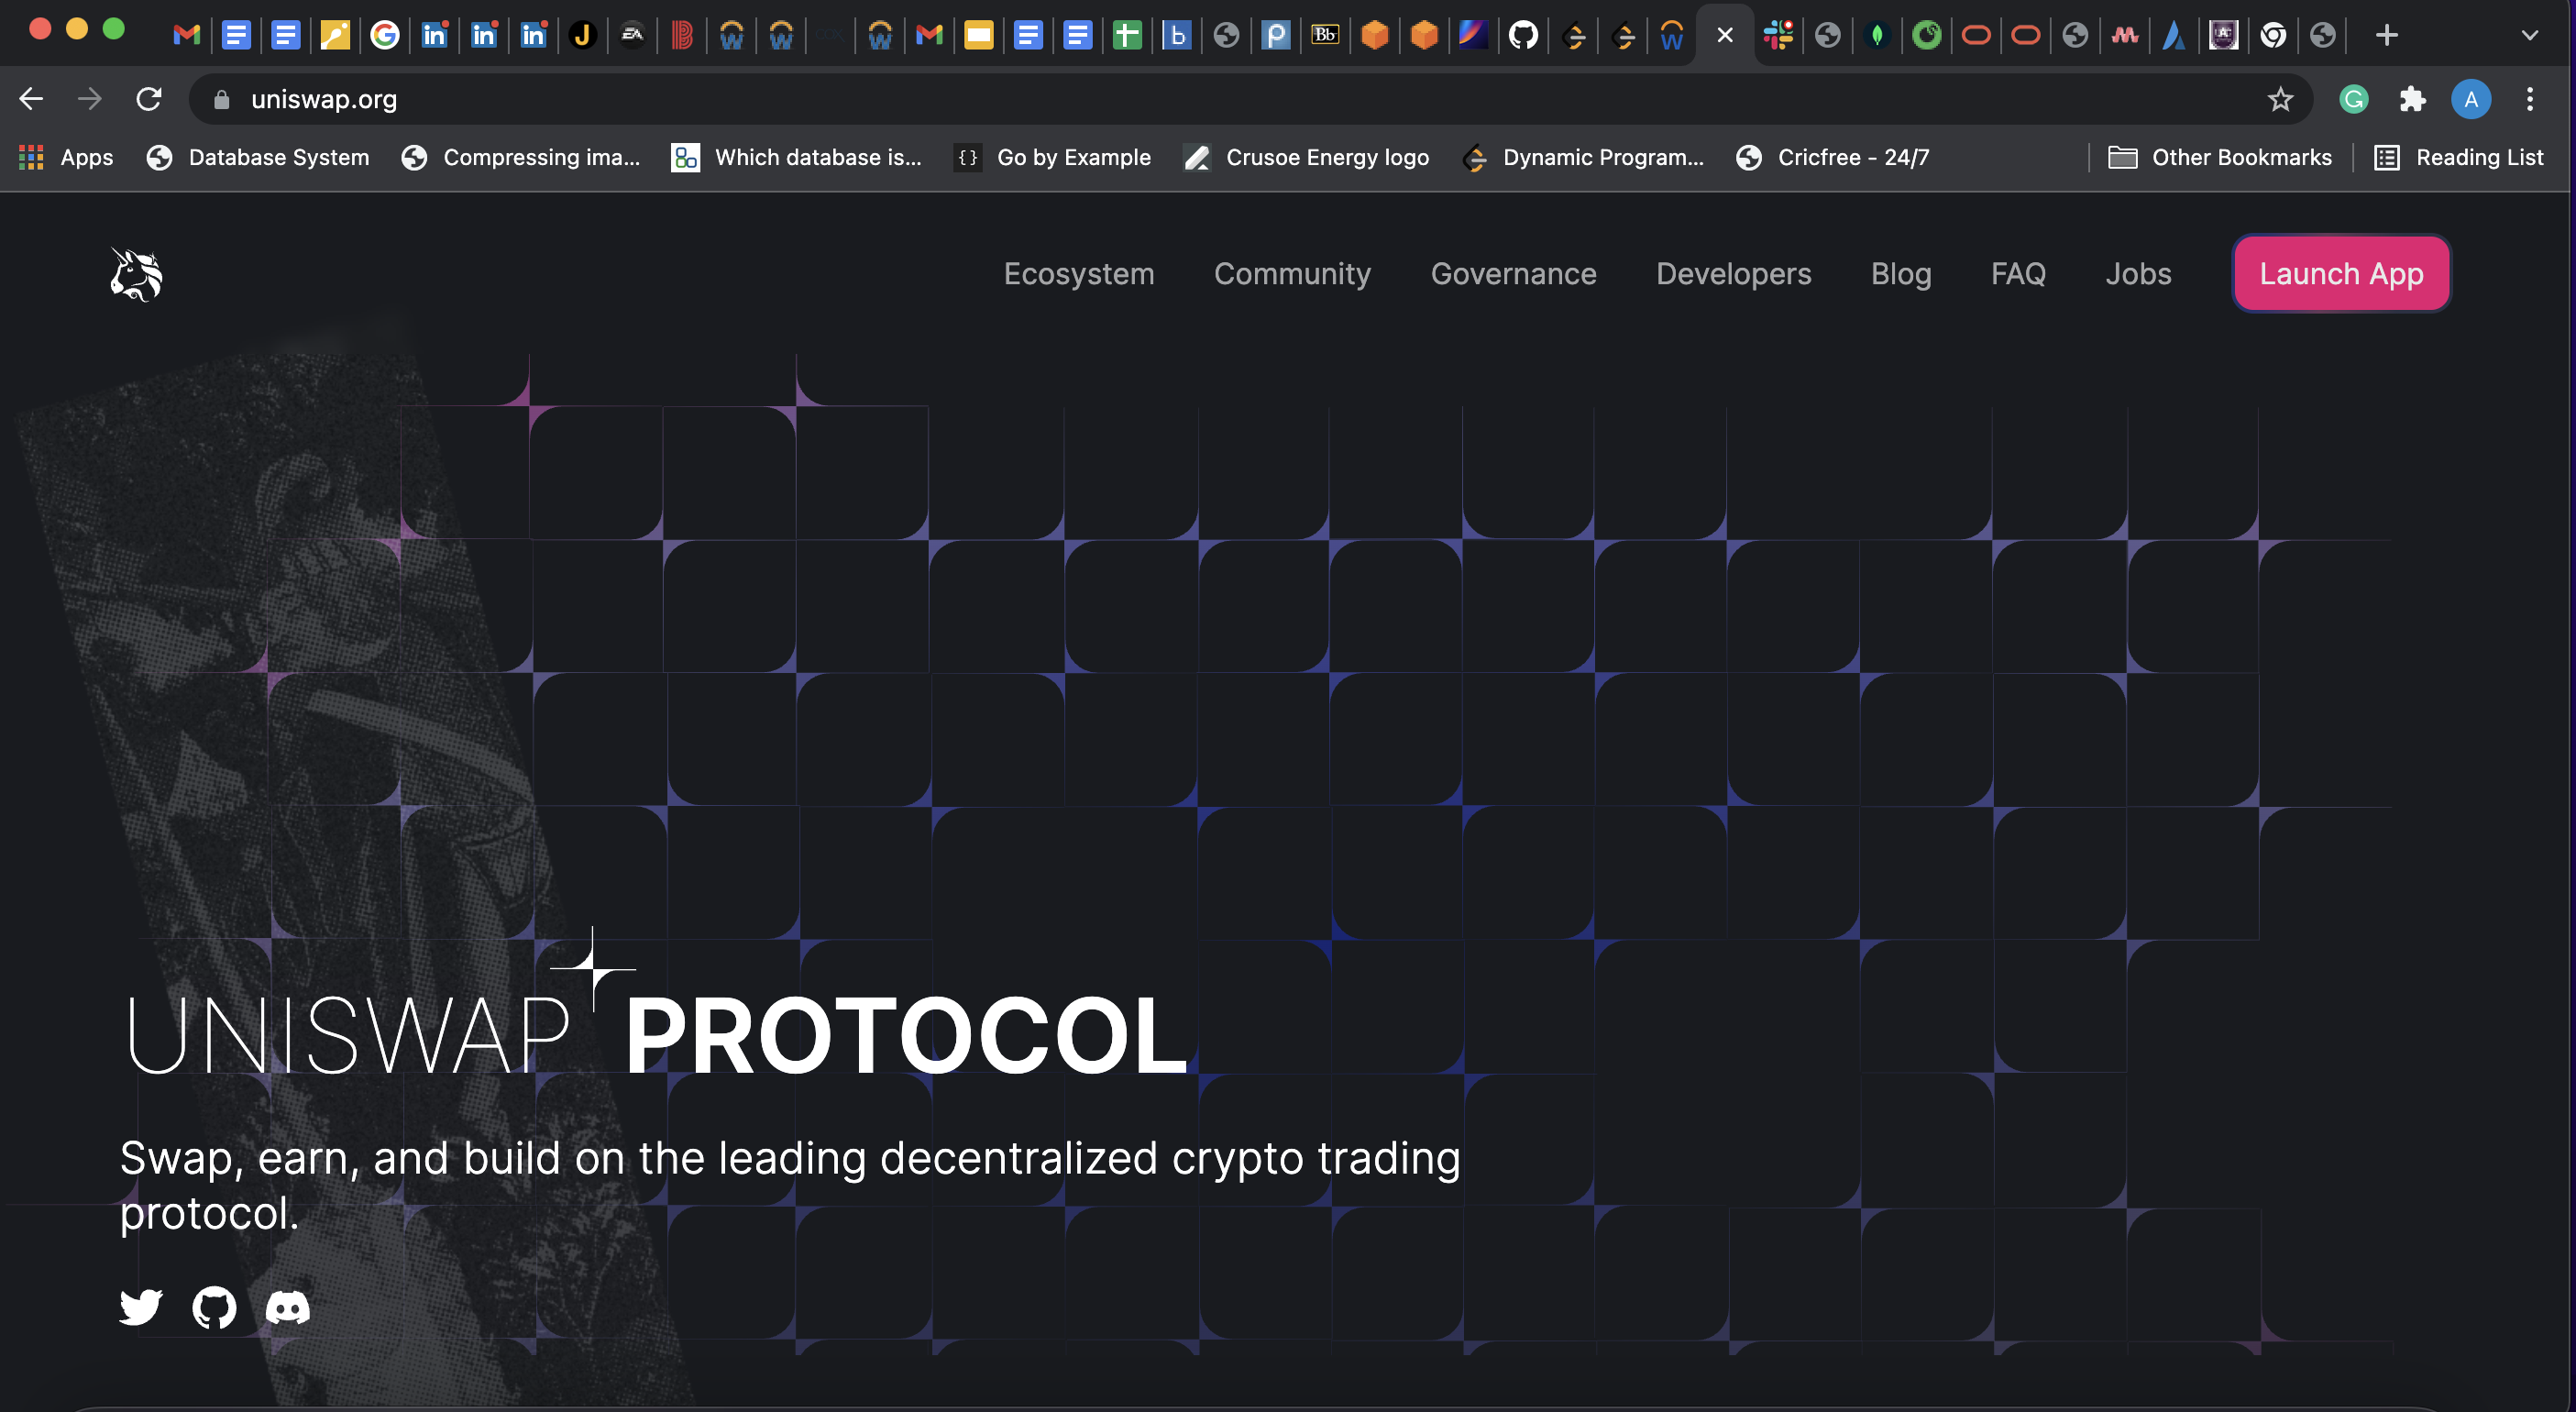 uniswap.org
Apps Database System Compressing ima... Which database is... Go by Example Crusoe Energy logo Dynamic Program... Cricfree - 24/7 Other Bookmarks Reading List
Ecosystem Community Governance Developers Blog FAQ Jobs Launch App
UNISWAP PROTOCOL
Swap, earn, and build on the leading decentralized crypto trading
protocol.